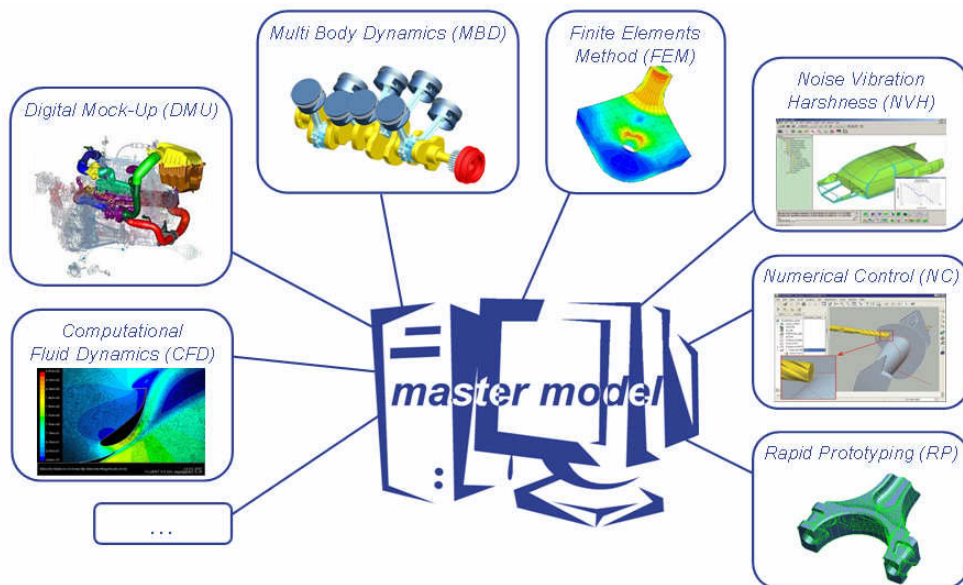 Multi Body Dynamics (MBD)
Finite Elements
Method (FEM)
Noise Vibration
Harshness (NVH)
Digital Mock-Up (DMU)
Numerical Control (NC)
Computational
Fluid Dynamics (CFD)
master model
Rapid Prototyping (RP)
...